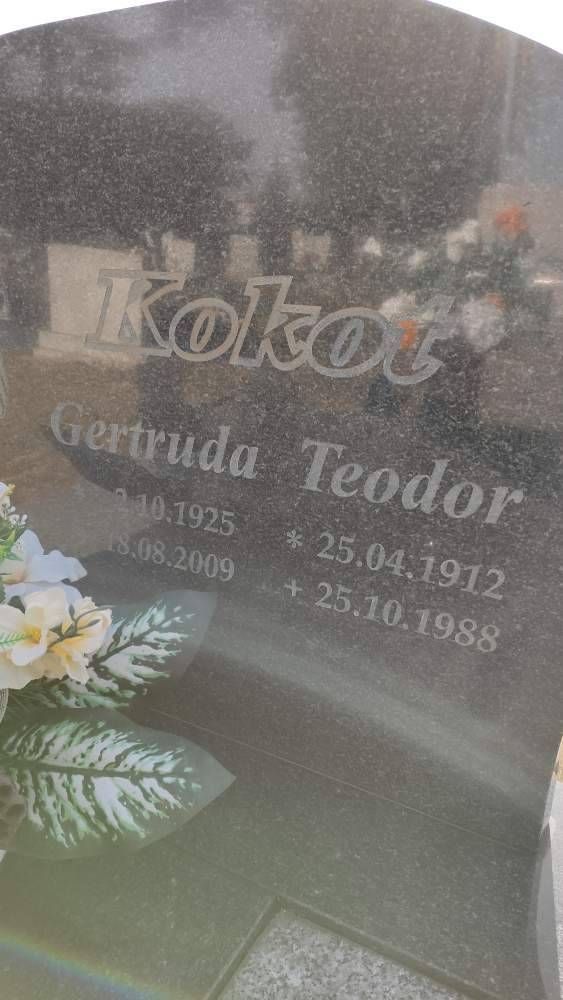 Kokot
Gertruda Teodor
10.1925 * 25.04.1912
8.08.2009 + 25.10.1988